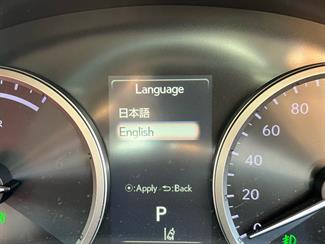 Language
日本語
English
:Apply :Back
P
R
80
60
40
20